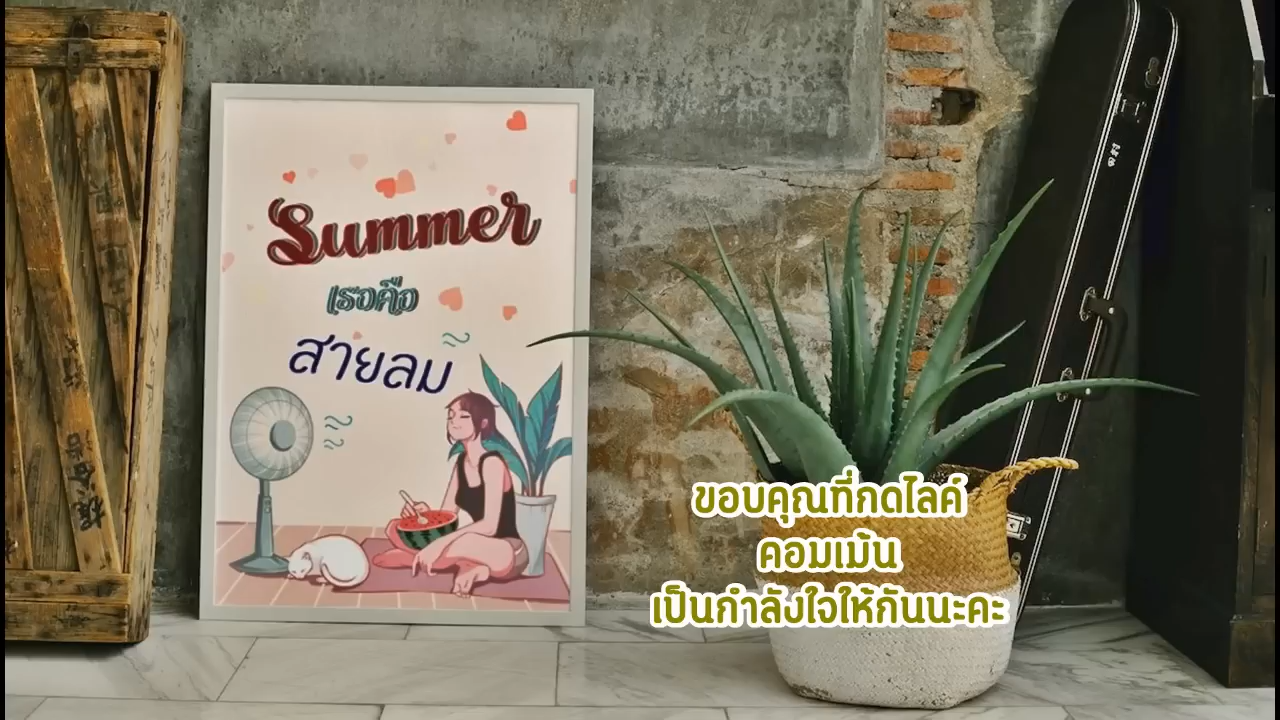 Summer
เธอคือ
สายลม
ขอบคุณที่กดไลค์
คอมเม้น
เป็นกำลังใจให้กันนะคะ